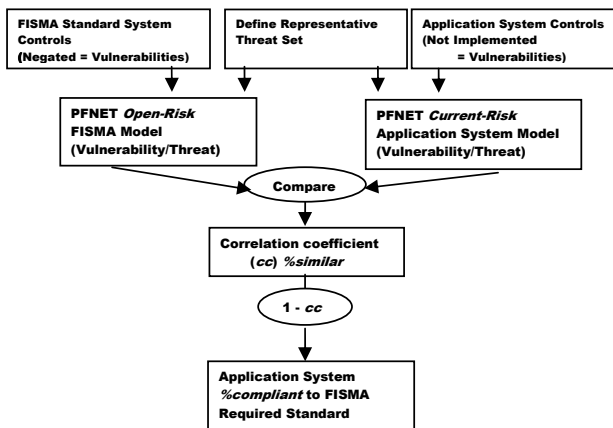 FISMA Standard System
Controls
(Negated = Vulnerabilities)
Define Representative
Threat Set
Application System Controls
(Not Implemented
= Vulnerabilities)
PFNET Open-Risk
FISMA Model
(Vulnerability/Threat)
PFNET Current-Risk
Application System Model
(Vulnerability/Threat)
Compare
Correlation coefficient
(cc) %similar
1 - cc
Application System
%compliant to FISMA
Required Standard